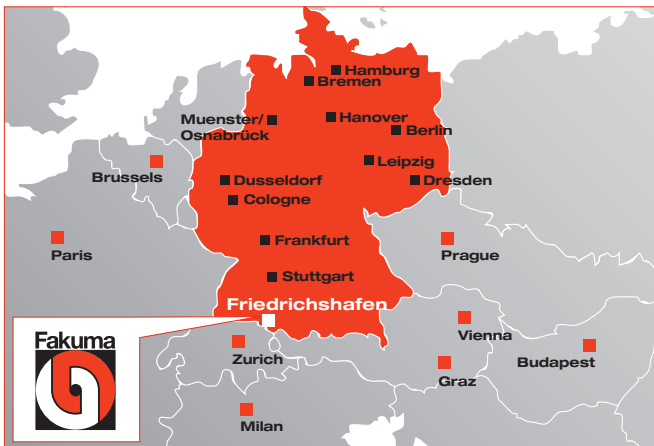 Hamburg
Bremen
Muenster/
Osnabrück
Hanover
Berlin
Brussels
Leipzig
Dusseldorf
Dresden
Cologne
Paris
Frankfurt
Prague
Stuttgart
Friedrichshafen
Fakuma
Zurich
Vienna
Budapest
Graz
Milan